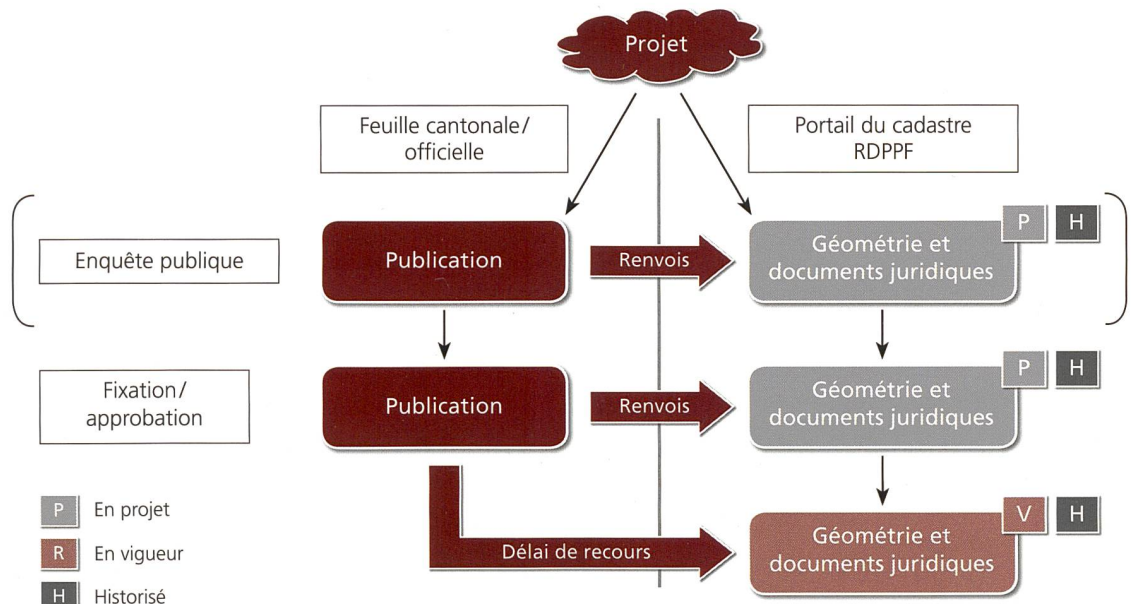 Projet
Feuille cantonale/
officielle
Portail du cadastre
RDPPF
P H
Enquête publique
Publication
Renvois
Géométrie et
documents juridiques
P H
Fixation/
approbation
Publication
Renvois
Géométrie et
documents juridiques
V H
Délai de recours
Géométrie et
documents juridiques
P En projet
R En vigueur
H Historisé